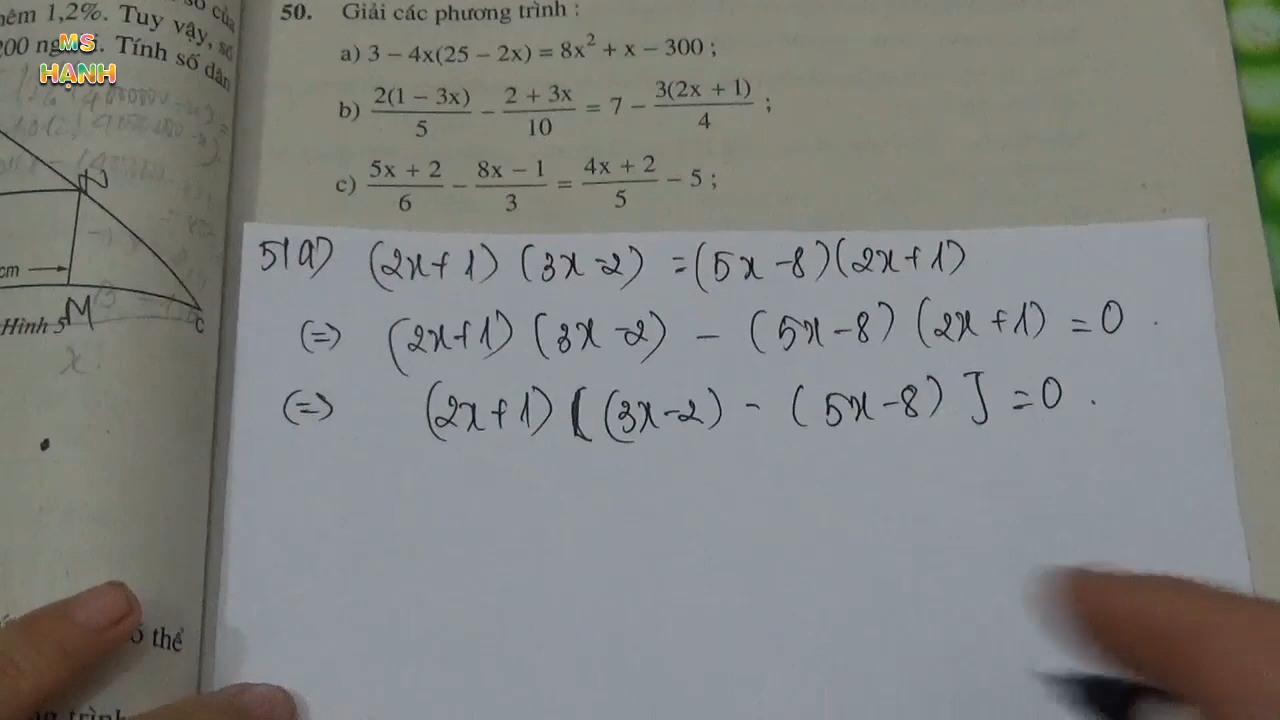 hêm 1,2%. Tuy vậy, số
MS
HẠNH
Tính số dân
50. Giải các phương trình :
a) 3 – 4x(25 – 2x) = 8x² + x – 300 ;
b) 2(1 – 3x)/5 – (2 + 3x)/10 = 7 – 3(2x + 1)/4 ;
c) (5x + 2)/6 – (8x – 1)/3 = (4x + 2)/5 – 5 ;
51a) (2x+1) (3x-2) = (5x-8)(2x+1)
(=) (2x+1) (3x-2) - (5x-8) (2x+1) = 0.
(=) (2x+1) [(3x-2) - (5x-8)] = 0.
N
cm
M
C
Hình 5
x
thể
trình